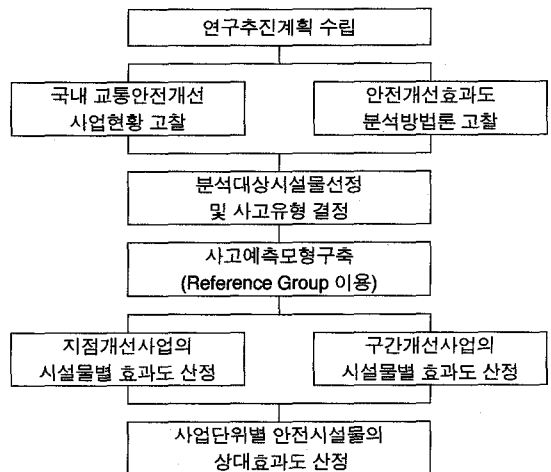 연구추진계획 수립
국내 교통안전개선
사업현황 고찰
안전개선효과도
분석방법론 고찰
분석대상시설물선정
및 사고유형 결정
사고예측모형구축
(Reference Group 이용)
지점개선사업의
시설물별 효과도 산정
구간개선사업의
시설물별 효과도 산정
사업단위별 안전시설물의
상대효과도 산정